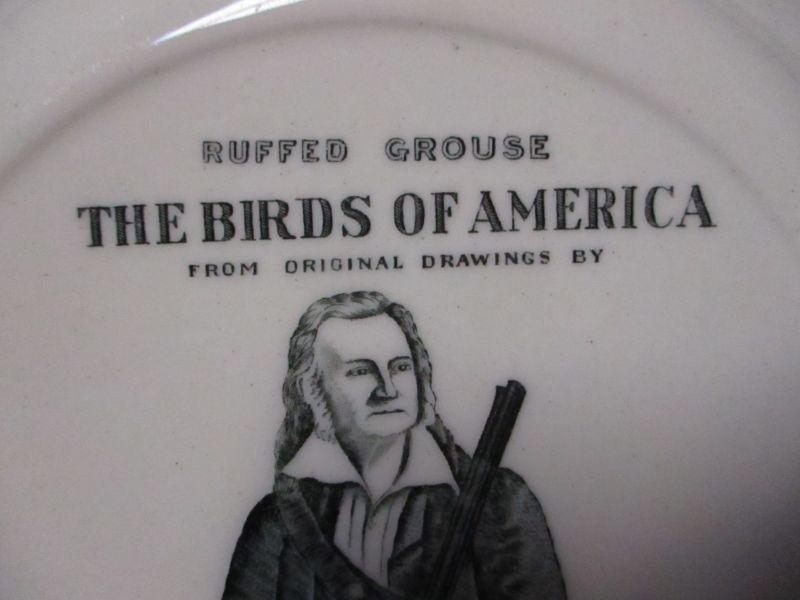 RUFFED GROUSE
THE BIRDS OF AMERICA
FROM ORIGINAL DRAWINGS BY